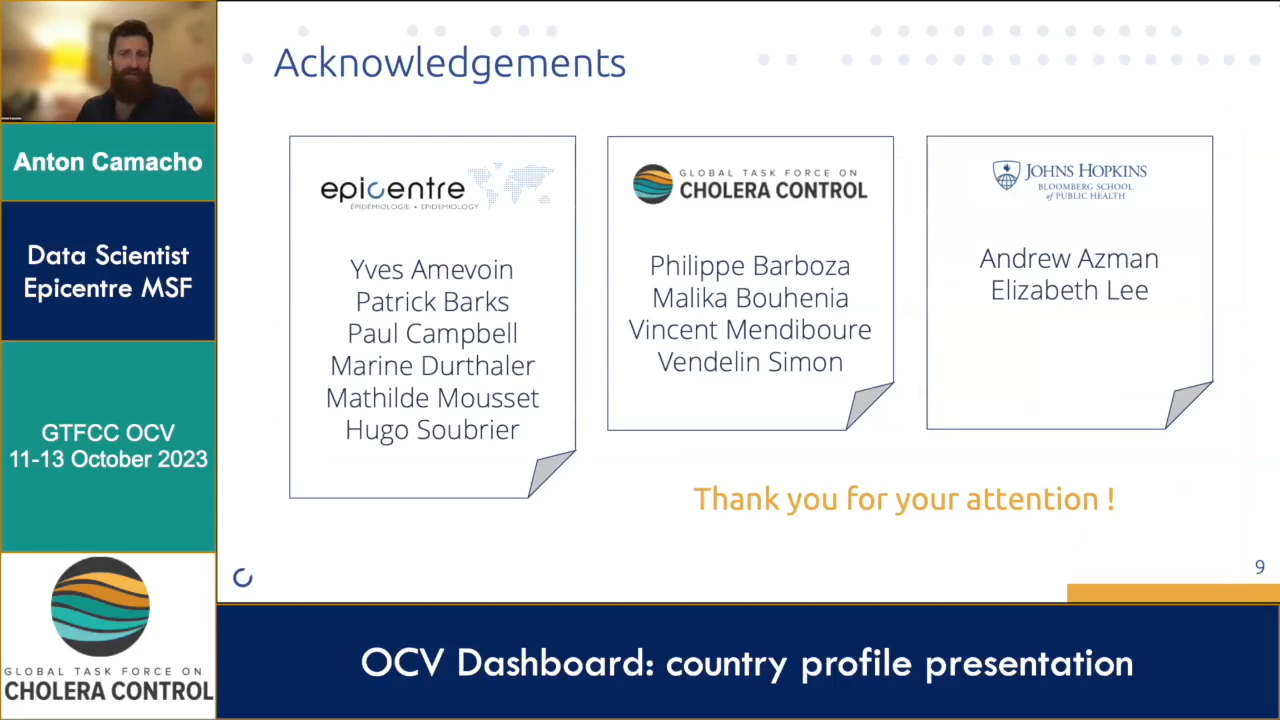 Anton Camacho
Data Scientist
Epicentre MSF
GTFCC OCV
11-13 October 2023
GLOBAL TASK FORCE ON
CHOLERA CONTROL
Acknowledgements
epicentre
ÉPIDÉMIOLOGIE • EPIDEMIOLOGY
Yves Amevoin
Patrick Barks
Paul Campbell
Marine Durthaler
Mathilde Mousset
Hugo Soubrier
GLOBAL TASK FORCE ON
CHOLERA CONTROL
Philippe Barboza
Malika Bouhenia
Vincent Mendiboure
Vendelin Simon
JOHNS HOPKINS
BLOOMBERG SCHOOL
of PUBLIC HEALTH
Andrew Azman
Elizabeth Lee
Thank you for your attention !
9
OCV Dashboard: country profile presentation